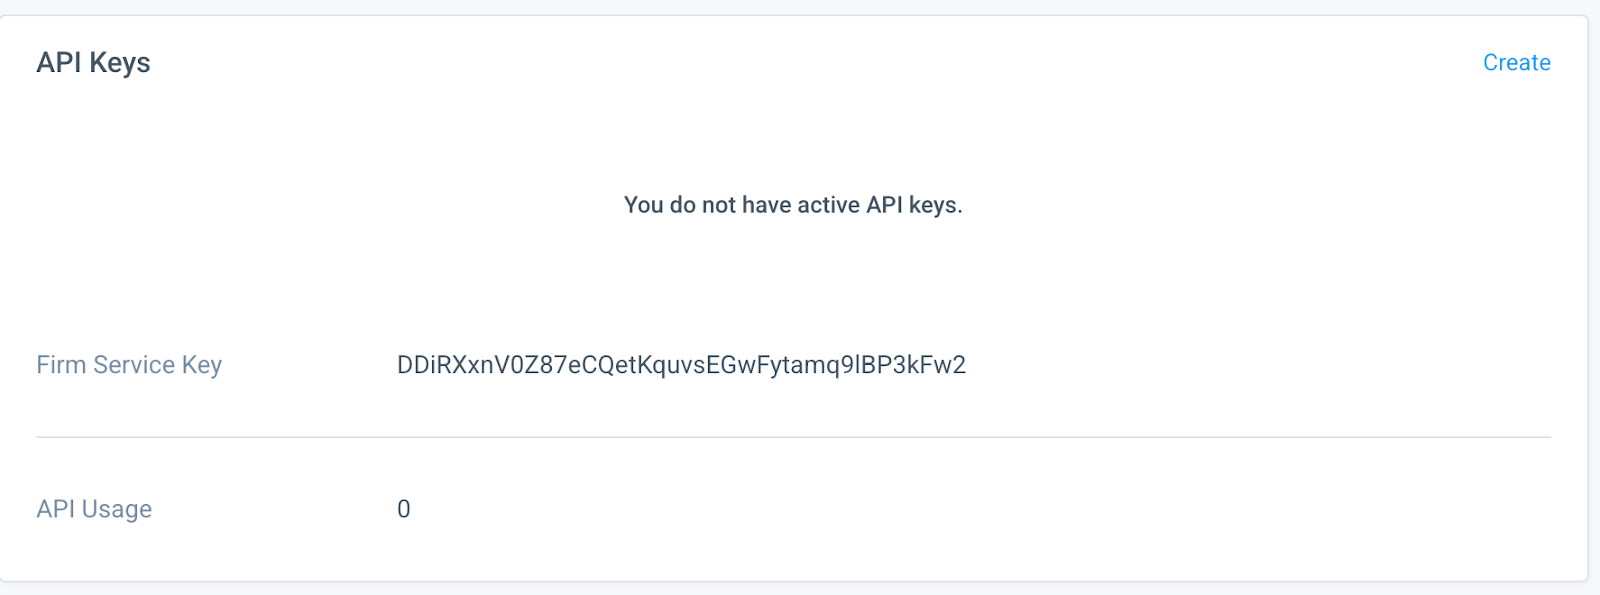 API Keys
Create
You do not have active API keys.
Firm Service Key
DDiRXxnV0Z87eCQetKquvsEGwFytamq9lBP3kFw2
API Usage
0